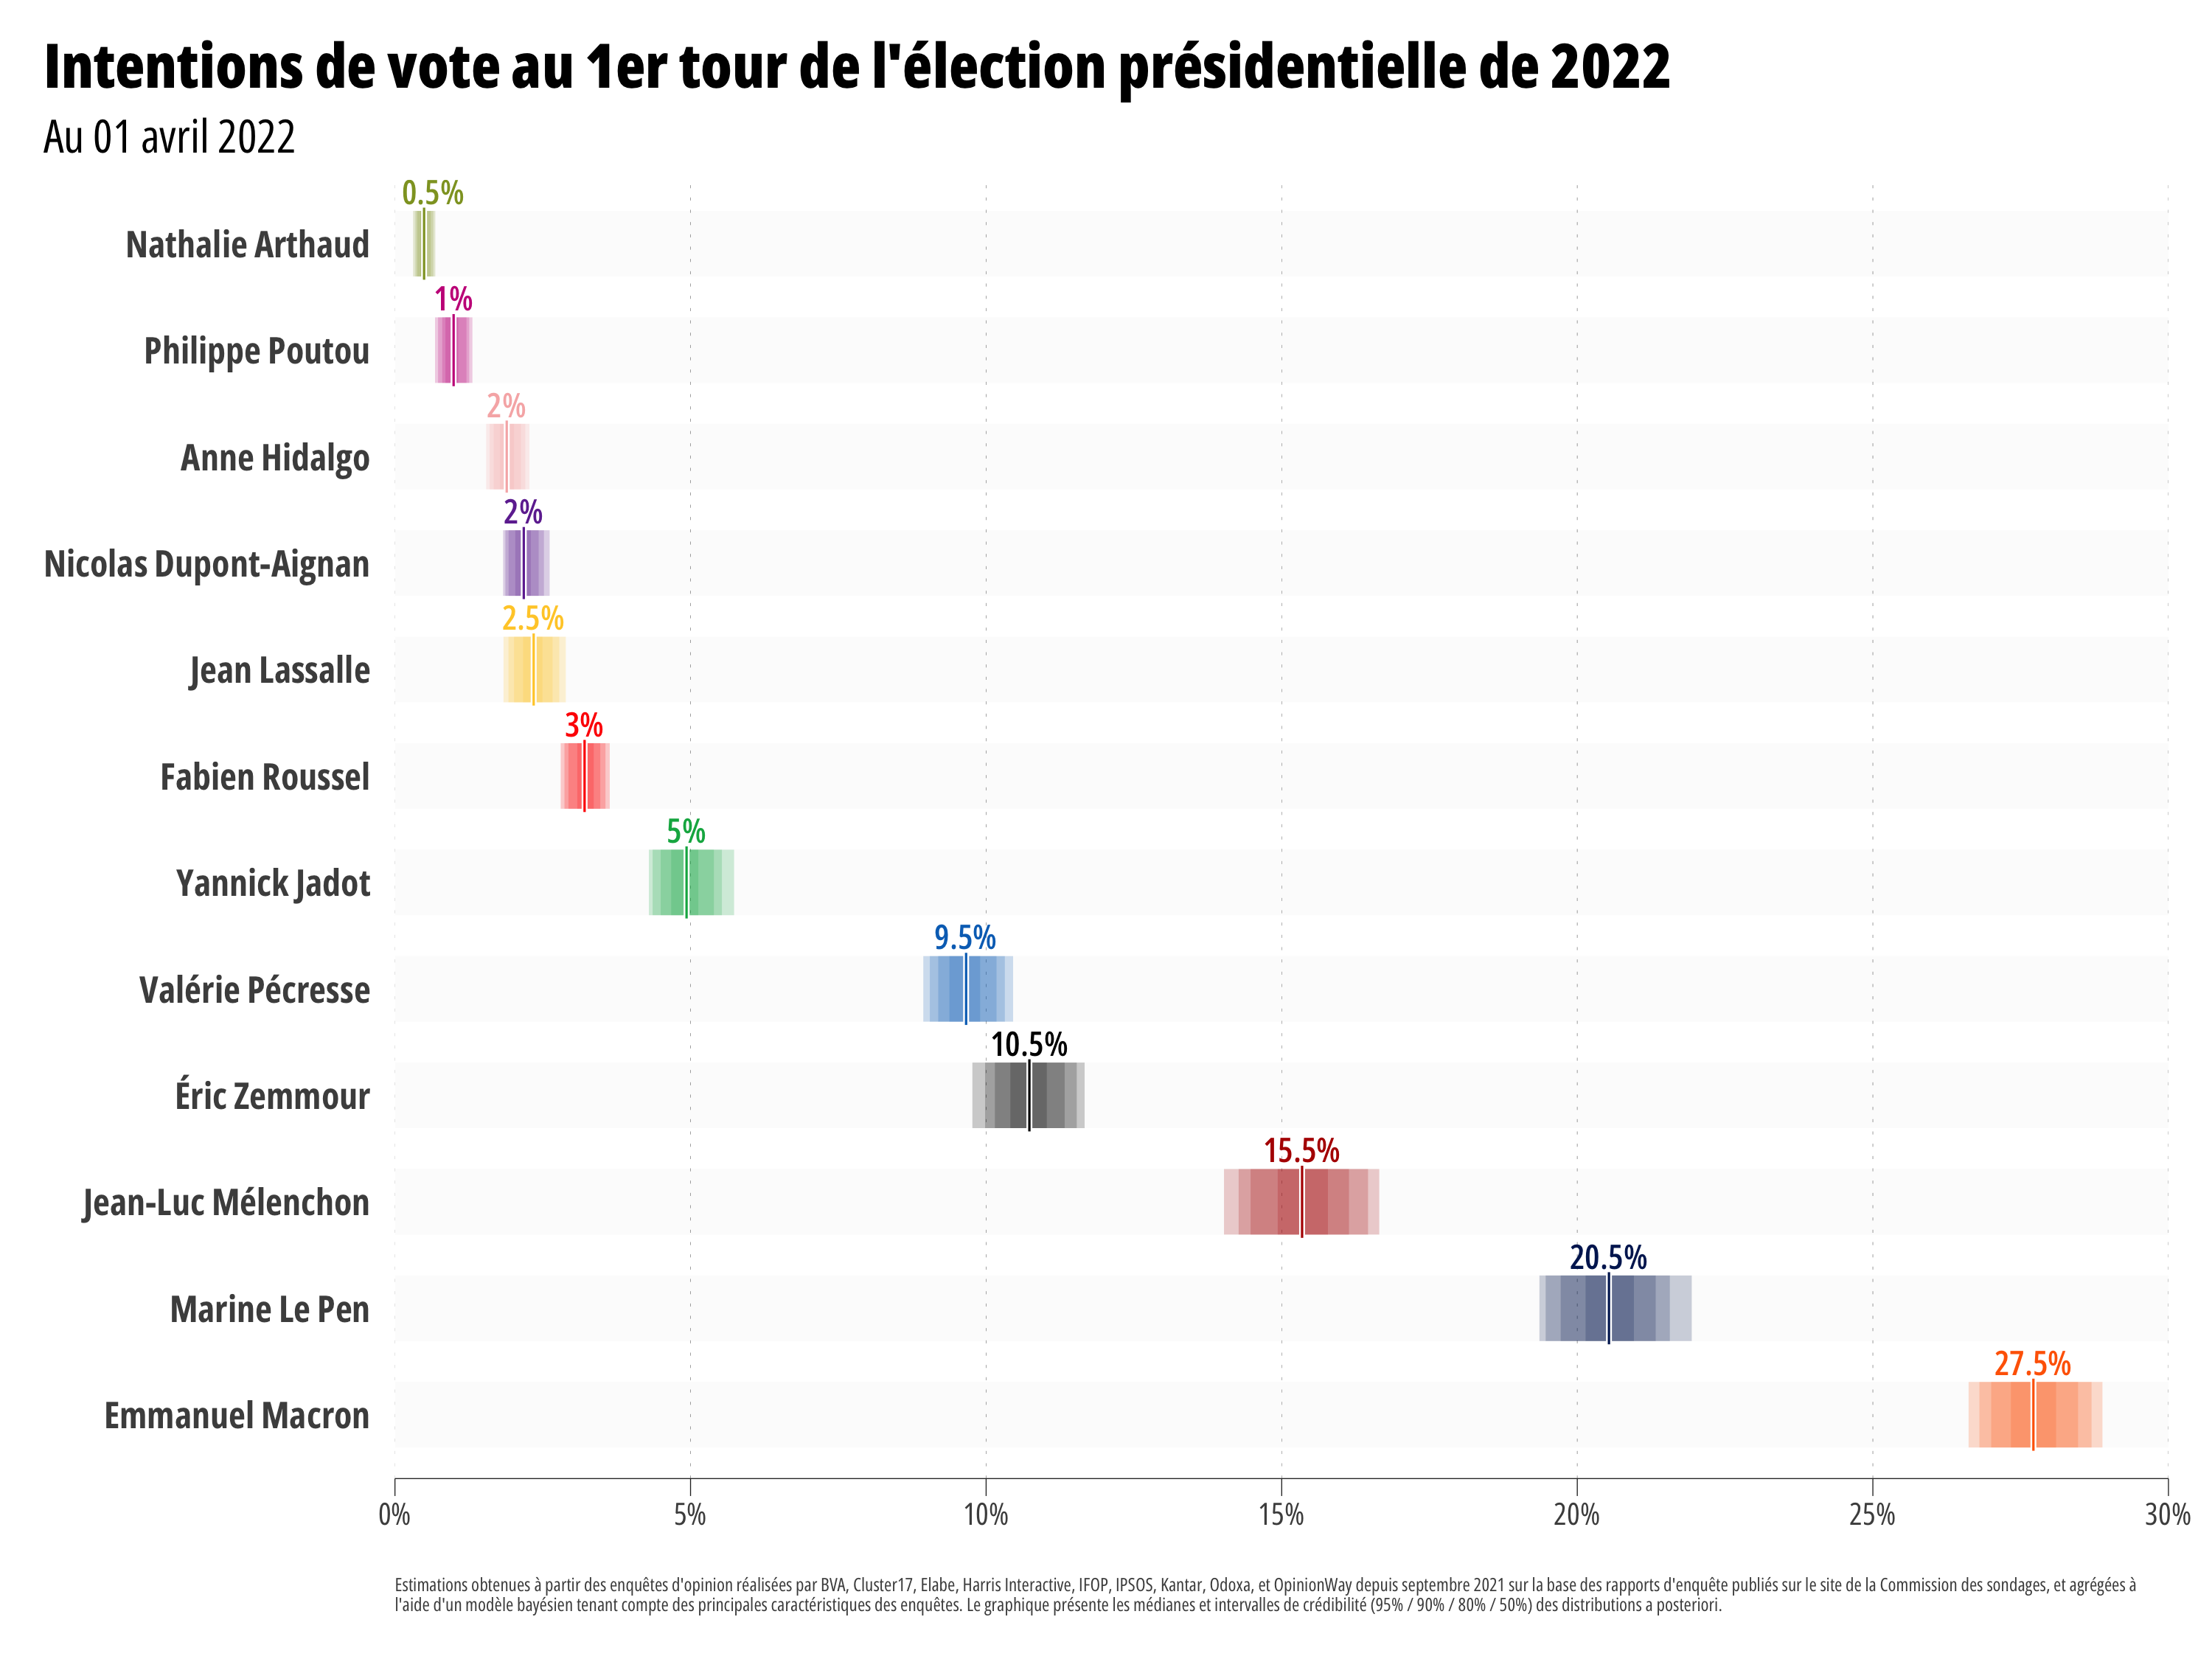 Intentions de vote au 1er tour de l'élection présidentielle de 2022
Au 01 avril 2022
0.5%
Nathalie Arthaud
1%
Philippe Poutou
2%
Anne Hidalgo
2%
Nicolas Dupont-Aignan
2.5%
Jean Lassalle
3%
Fabien Roussel
5%
Yannick Jadot
9.5%
Valérie Pécresse
10.5%
Éric Zemmour
15.5%
Jean-Luc Mélenchon
20.5%
Marine Le Pen
27.5%
Emmanuel Macron
0% 5% 10% 15% 20% 25% 30%
Estimations obtenues à partir des enquêtes d'opinion réalisées par BVA, Cluster17, Elabe, Harris Interactive, IFOP, IPSOS, Kantar, Odoxa, et OpinionWay depuis septembre 2021 sur la base des rapports d'enquête publiés sur le site de la Commission des sondages, et agrégées à
l'aide d'un modèle bayésien tenant compte des principales caractéristiques des enquêtes. Le graphique présente les médianes et intervalles de crédibilité (95% / 90% / 80% / 50%) des distributions a posteriori.